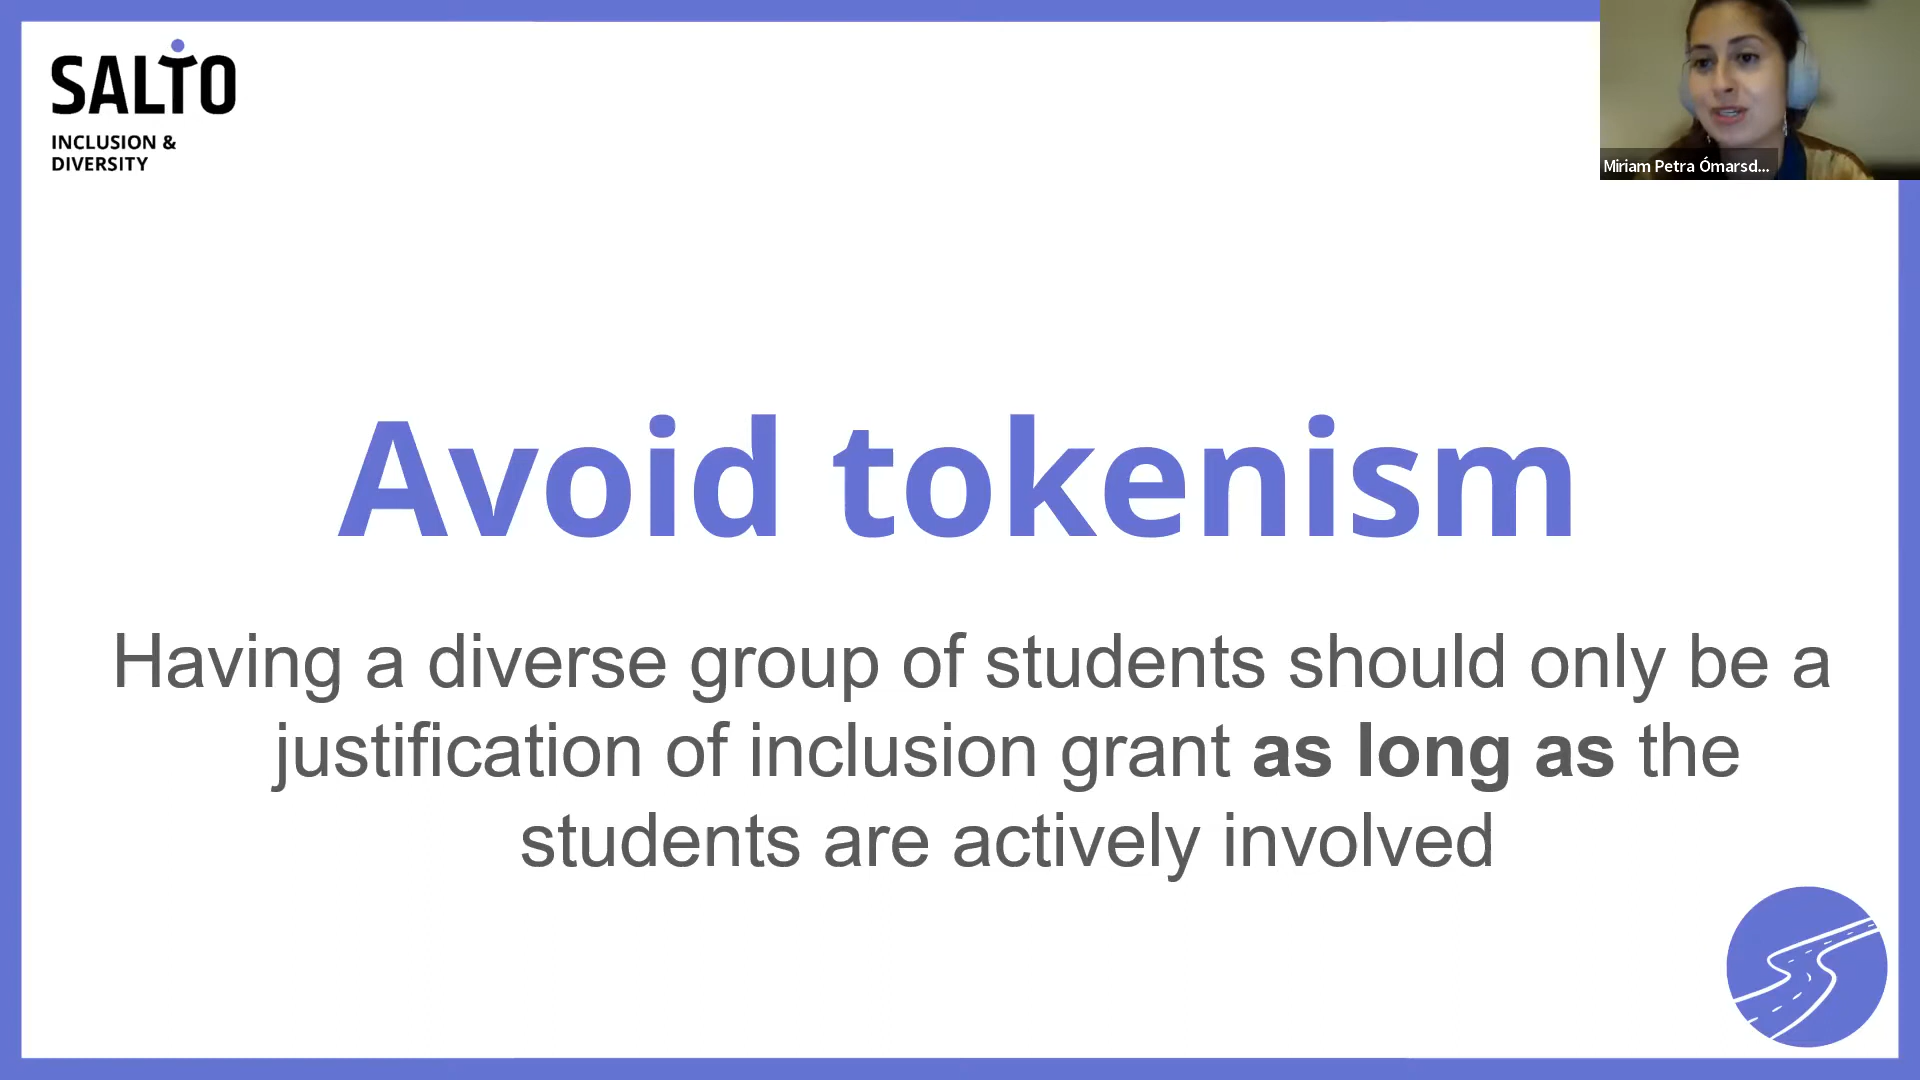 SALTO
INCLUSION &
DIVERSITY
Miriam Petra Ómarsd...
Avoid tokenism
Having a diverse group of students should only be a
justification of inclusion grant as long as the
students are actively involved